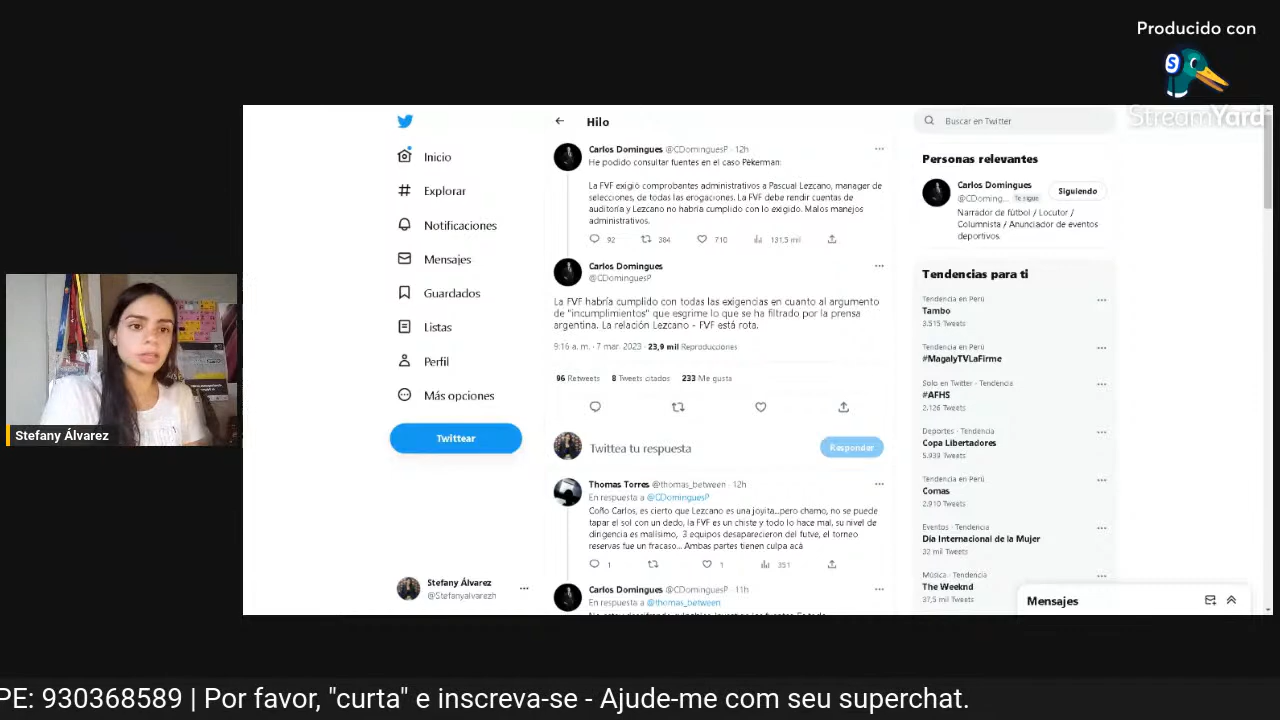 Producido con
S
StreamYard
Hilo
Buscar en Twitter
Inicio
Explorar
Notificaciones
Mensajes
Guardados
Listas
Perfil
Más opciones
Twittear
Stefany Álvarez
@Stefanyalvarezh
Carlos Domingues @CDominguesP · 12h
He podido consultar fuentes en el caso Pékerman:
La FVF exigió comprobantes administrativos a Pascual Lezcano, manager de
selecciones, de todas las erogaciones. La FVF debe rendir cuentas de
auditoría y Lezcano no habría cumplido con lo exigido. Malos manejos
administrativos.
92 384 710 131,5 mil
Carlos Domingues
@CDominguesP
La FVF habría cumplido con todas las exigencias en cuanto al argumento
de "incumplimientos" que esgrime lo que se ha filtrado por la prensa
argentina. La relación Lezcano - FVF está rota.
9:16 a. m. · 7 mar. 2023 · 23,9 mil Reproducciones
96 Retweets 8 Tweets citados 233 Me gusta
Twittea tu respuesta
Responder
Thomas Torres @thomas_between · 12h
En respuesta a @CDominguesP
Coño Carlos, es cierto que Lezcano es una joyita...pero chamo, no se puede
tapar el sol con un dedo, la FVF es un chiste y todo lo hace mal, su nivel de
dirigencia es malísimo, 3 equipos desaparecieron del futve, el torneo
reservas fue un fracaso... Ambas partes tienen culpa acá
1 1 351
Carlos Domingues @CDominguesP · 11h
En respuesta a @thomas_between
Personas relevantes
Carlos Domingues
@CDoming... Te sigue
Siguiendo
Narrador de fútbol / Locutor /
Columnista / Anunciador de eventos
deportivos.
Tendencias para ti
Tendencia en Perú
Tambo
3.515 Tweets
Tendencia en Perú
#MagalyTVLaFirme
Solo en Twitter · Tendencia
#AFHS
2.126 Tweets
Deportes · Tendencia
Copa Libertadores
5.939 Tweets
Tendencia en Perú
Comas
2.910 Tweets
Eventos · Tendencia
Día Internacional de la Mujer
32 mil Tweets
Música · Tendencia
The Weeknd
37,5 mil Tweets
Mensajes
Stefany Álvarez
PE: 930368589 | Por favor, "curta" e inscreva-se - Ajude-me com seu superchat.